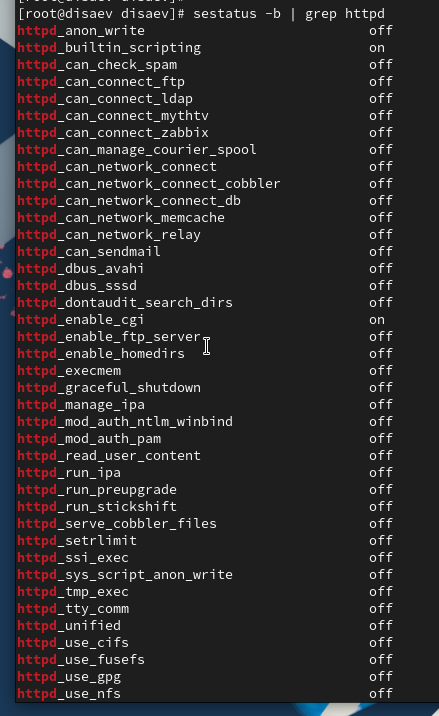 [root@disaev disaev]# sestatus -b | grep httpd
httpd_anon_write off
httpd_builtin_scripting on
httpd_can_check_spam off
httpd_can_connect_ftp off
httpd_can_connect_ldap off
httpd_can_connect_mythtv off
httpd_can_connect_zabbix off
httpd_can_manage_courier_spool off
httpd_can_network_connect off
httpd_can_network_connect_cobbler off
httpd_can_network_connect_db off
httpd_can_network_memcache off
httpd_can_network_relay off
httpd_can_sendmail off
httpd_dbus_avahi off
httpd_dbus_sssd off
httpd_dontaudit_search_dirs off
httpd_enable_cgi on
httpd_enable_ftp_server off
httpd_enable_homedirs off
httpd_execmem off
httpd_graceful_shutdown off
httpd_manage_ipa off
httpd_mod_auth_ntlm_winbind off
httpd_mod_auth_pam off
httpd_read_user_content off
httpd_run_ipa off
httpd_run_preupgrade off
httpd_run_stickshift off
httpd_serve_cobbler_files off
httpd_setrlimit off
httpd_ssi_exec off
httpd_sys_script_anon_write off
httpd_tmp_exec off
httpd_tty_comm off
httpd_unified off
httpd_use_cifs off
httpd_use_fusefs off
httpd_use_gpg off
httpd_use_nfs off